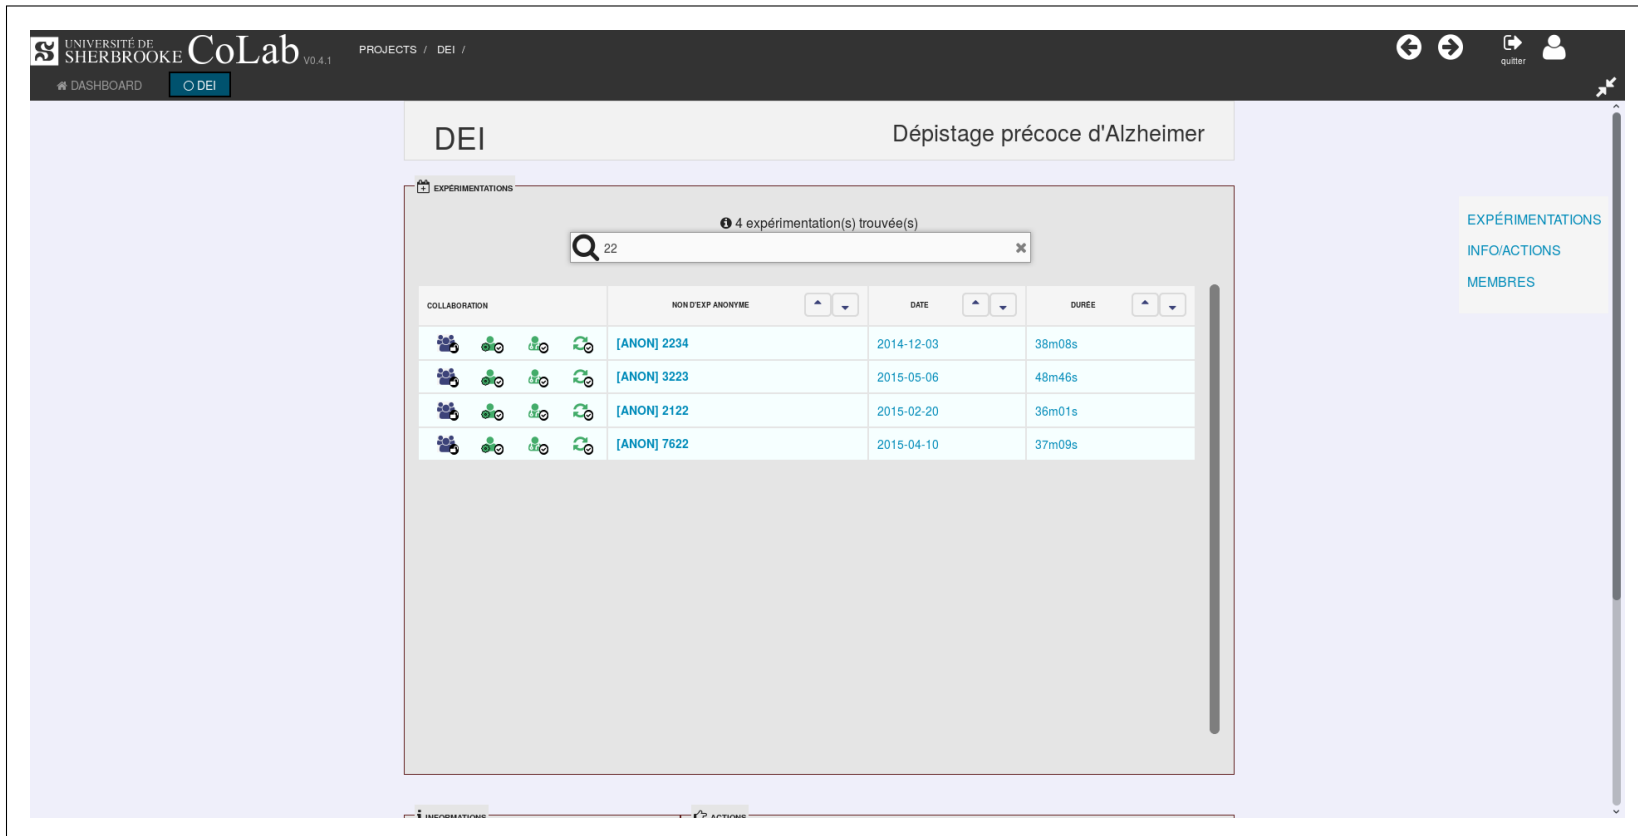 UNIVERSITÉ DE
SHERBROOKE CoLab V0.4.1 PROJECTS / DEI /
quitter
DASHBOARD DEI
DEI Dépistage précoce d'Alzheimer
EXPÉRIMENTATIONS
4 expérimentation(s) trouvée(s)
22
COLLABORATION NON D'EXP ANONYME DATE DURÉE
[ANON] 2234 2014-12-03 38m08s
[ANON] 3223 2015-05-06 48m46s
[ANON] 2122 2015-02-20 36m01s
[ANON] 7622 2015-04-10 37m09s
EXPÉRIMENTATIONS
INFO/ACTIONS
MEMBRES
INFORMATIONS ACTIONS